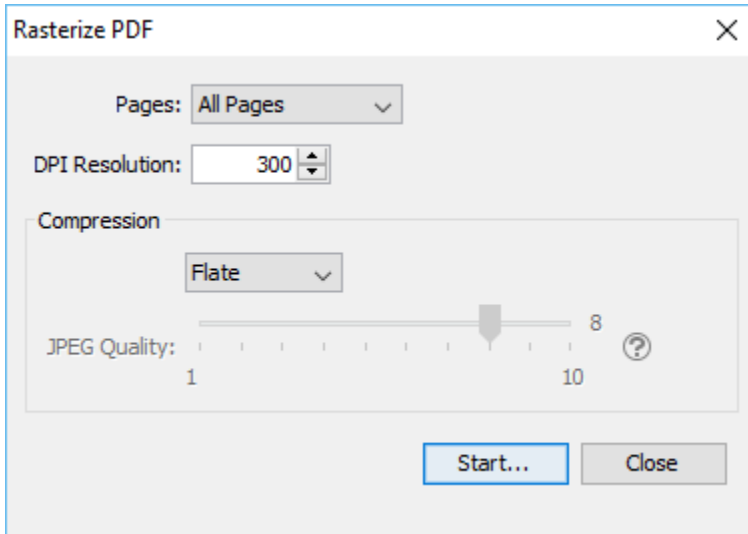 Rasterize PDF
Pages: All Pages
DPI Resolution: 300
Compression
Flate
8
JPEG Quality: ?
1 10
Start... Close